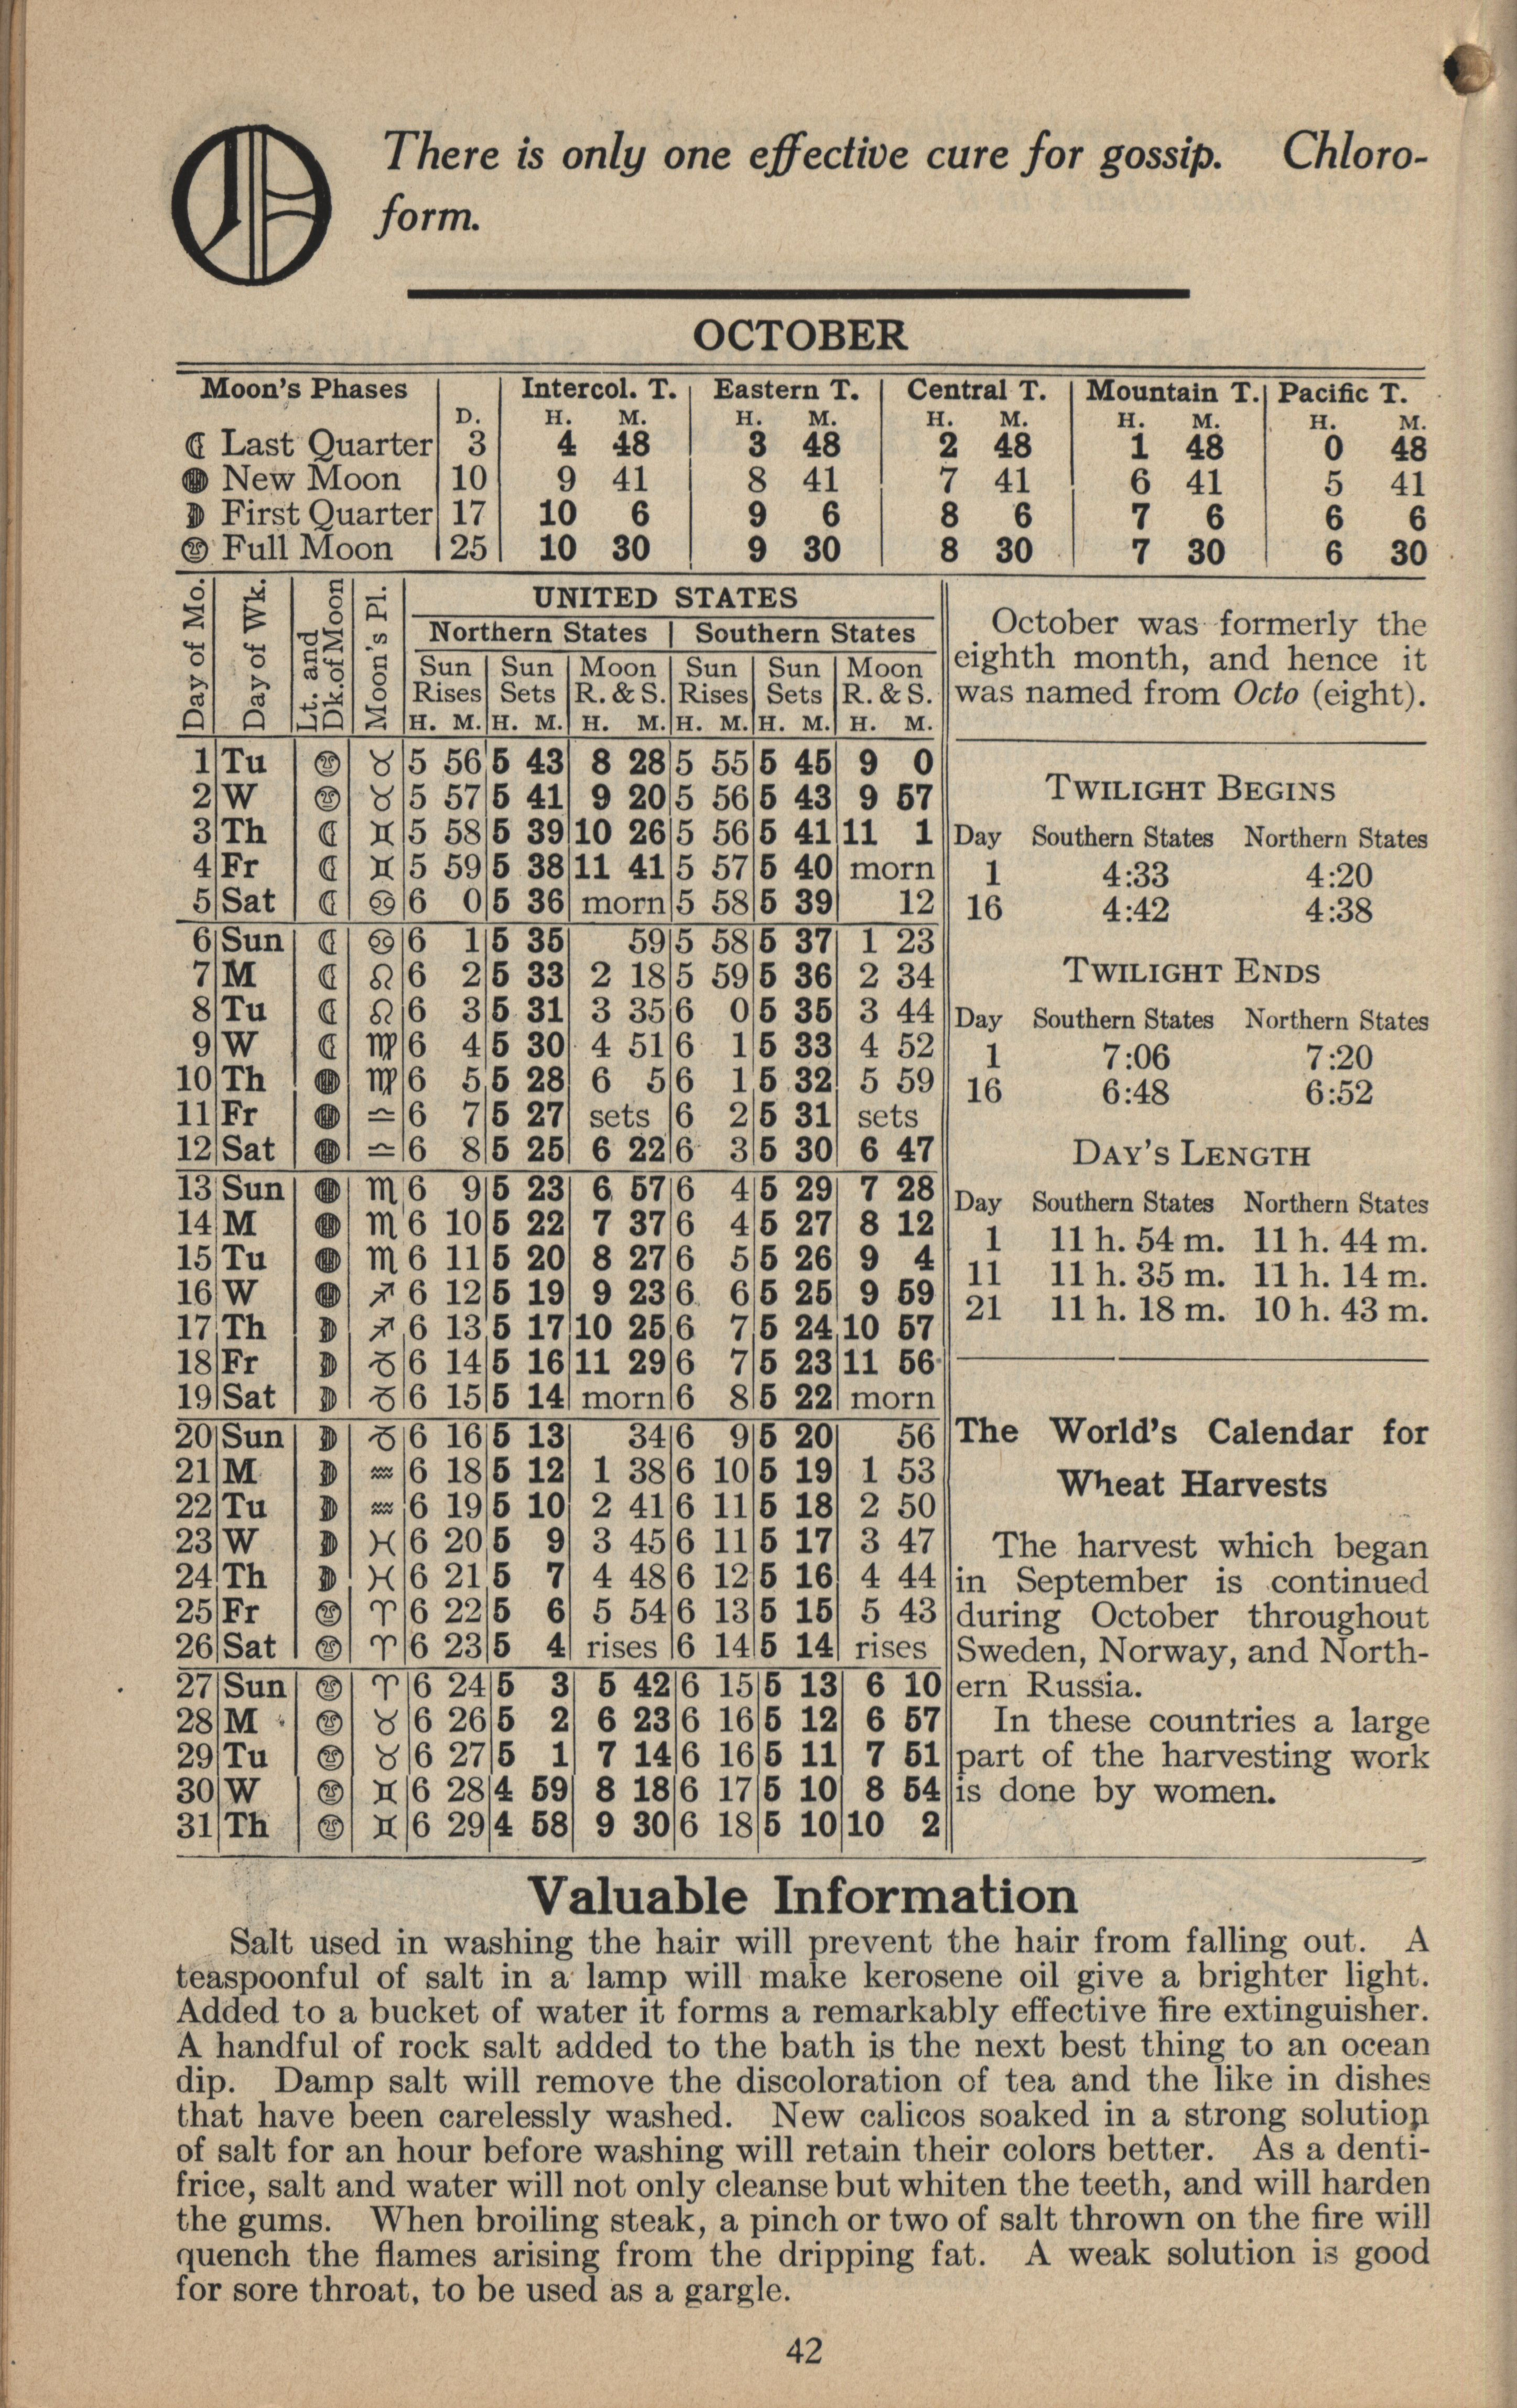 There is only one effective cure for gossip. Chloro-
form.
OCTOBER
Moon's Phases D. Intercol. T. H. M. Eastern T. H. M. Central T. H. M. Mountain T. H. M. Pacific T. H. M.
Last Quarter 3 4 48 3 48 2 48 1 48 0 48
New Moon 10 9 41 8 41 7 41 6 41 5 41
First Quarter 17 10 6 9 6 8 6 7 6 6 6
Full Moon 25 10 30 9 30 8 30 7 30 6 30
Day of Mo. Day of Wk. Lt. and Dk. of Moon Moon's Pl.
UNITED STATES
Northern States Southern States
Sun Rises Sun Sets Moon R. & S. Sun Rises Sun Sets Moon R. & S.
H. M. H. M. H. M. H. M. H. M. H. M.
1 Tu ♉ 5 56 5 43 8 28 5 55 5 45 9 0
2 W ♉ 5 57 5 41 9 20 5 56 5 43 9 57
3 Th ♊ 5 58 5 39 10 26 5 56 5 41 11 1
4 Fr ♊ 5 59 5 38 11 41 5 57 5 40 morn
5 Sat ♋ 6 0 5 36 morn 5 58 5 39 12
6 Sun ♋ 6 1 5 35 59 5 58 5 37 1 23
7 M ♌ 6 2 5 33 2 18 5 59 5 36 2 34
8 Tu ♌ 6 3 5 31 3 35 6 0 5 35 3 44
9 W ♍ 6 4 5 30 4 51 6 1 5 33 4 52
10 Th ♍ 6 5 5 28 6 5 6 1 5 32 5 59
11 Fr ♎ 6 7 5 27 sets 6 2 5 31 sets
12 Sat ♎ 6 8 5 25 6 22 6 3 5 30 6 47
13 Sun ♏ 6 9 5 23 6 57 6 4 5 29 7 28
14 M ♏ 6 10 5 22 7 37 6 4 5 27 8 12
15 Tu ♏ 6 11 5 20 8 27 6 5 5 26 9 4
16 W ♐ 6 12 5 19 9 23 6 6 5 25 9 59
17 Th ♐ 6 13 5 17 10 25 6 7 5 24 10 57
18 Fr ♑ 6 14 5 16 11 29 6 7 5 23 11 56
19 Sat ♑ 6 15 5 14 morn 6 8 5 22 morn
20 Sun ♑ 6 16 5 13 34 6 9 5 20 56
21 M ♒ 6 18 5 12 1 38 6 10 5 19 1 53
22 Tu ♒ 6 19 5 10 2 41 6 11 5 18 2 50
23 W ♓ 6 20 5 9 3 45 6 11 5 17 3 47
24 Th ♓ 6 21 5 7 4 48 6 12 5 16 4 44
25 Fr ♈ 6 22 5 6 5 54 6 13 5 15 5 43
26 Sat ♈ 6 23 5 4 rises 6 14 5 14 rises
27 Sun ♈ 6 24 5 3 5 42 6 15 5 13 6 10
28 M ♉ 6 26 5 2 6 23 6 16 5 12 6 57
29 Tu ♉ 6 27 5 1 7 14 6 16 5 11 7 51
30 W ♊ 6 28 4 59 8 18 6 17 5 10 8 54
31 Th ♊ 6 29 4 58 9 30 6 18 5 10 10 2
October was formerly the
eighth month, and hence it
was named from Octo (eight).
TWILIGHT BEGINS
Day Southern States Northern States
1 4:33 4:20
16 4:42 4:38
TWILIGHT ENDS
Day Southern States Northern States
1 7:06 7:20
16 6:48 6:52
DAY'S LENGTH
Day Southern States Northern States
1 11 h. 54 m. 11 h. 44 m.
11 11 h. 35 m. 11 h. 14 m.
21 11 h. 18 m. 10 h. 43 m.
The World's Calendar for
Wheat Harvests
The harvest which began
in September is continued
during October throughout
Sweden, Norway, and North-
ern Russia.
In these countries a large
part of the harvesting work
is done by women.
Valuable Information
Salt used in washing the hair will prevent the hair from falling out. A
teaspoonful of salt in a lamp will make kerosene oil give a brighter light.
Added to a bucket of water it forms a remarkably effective fire extinguisher.
A handful of rock salt added to the bath is the next best thing to an ocean
dip. Damp salt will remove the discoloration of tea and the like in dishes
that have been carelessly washed. New calicos soaked in a strong solution
of salt for an hour before washing will retain their colors better. As a denti-
frice, salt and water will not only cleanse but whiten the teeth, and will harden
the gums. When broiling steak, a pinch or two of salt thrown on the fire will
quench the flames arising from the dripping fat. A weak solution is good
for sore throat, to be used as a gargle.
42